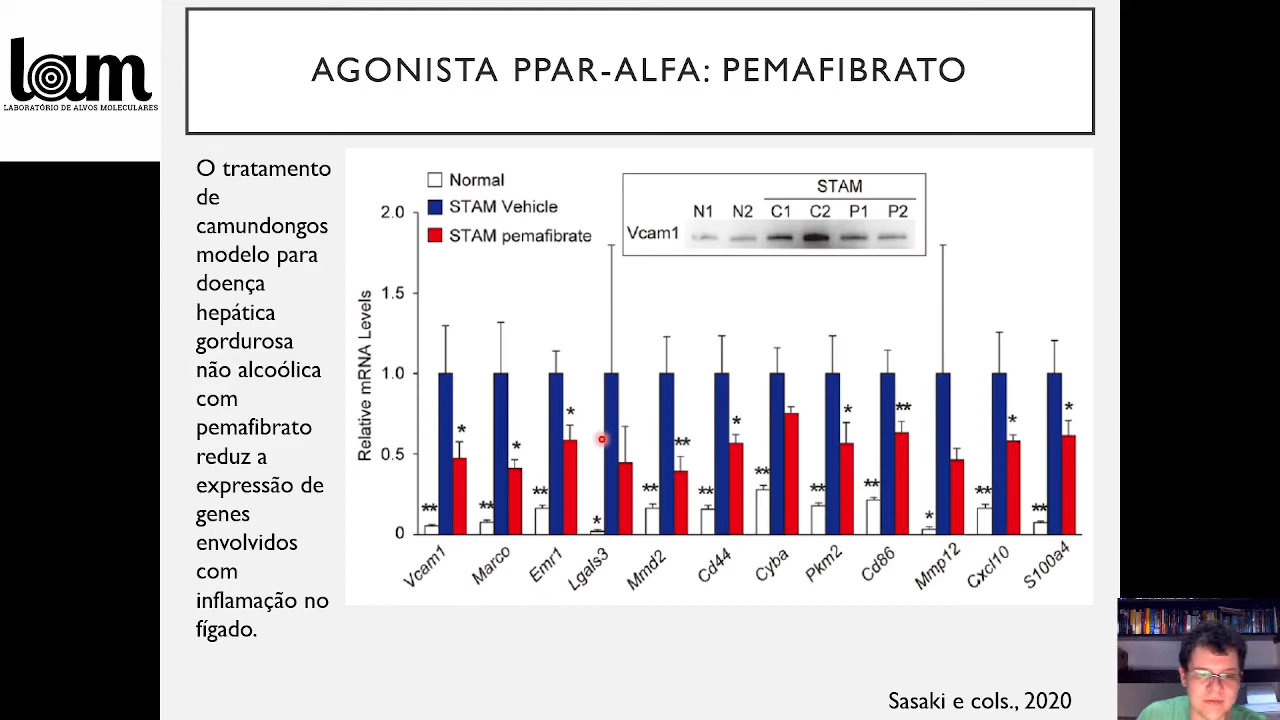 lam
LABORATÓRIO DE ALVOS MOLECULARES
AGONISTA PPAR-ALFA: PEMAFIBRATO
O tratamento
de
camundongos
modelo para
doença
hepática
gordurosa
não alcoólica
com
pemafibrato
reduz a
expressão de
genes
envolvidos
com
inflamação no
fígado.
Normal
STAM Vehicle
STAM pemafibrate
STAM
N1 N2 C1 C2 P1 P2
Vcam1
Relative mRNA Levels
2.0
1.5
1.0
0.5
0
** * ** * * ** * * ** ** ** * ** ** * ** ** * ** * ** *
Vcam1 Marco Emr1 Lgals3 Mmd2 Cd44 Cyba Pkm2 Cd86 Mmp12 Cxcl10 S100a4
Sasaki e cols., 2020